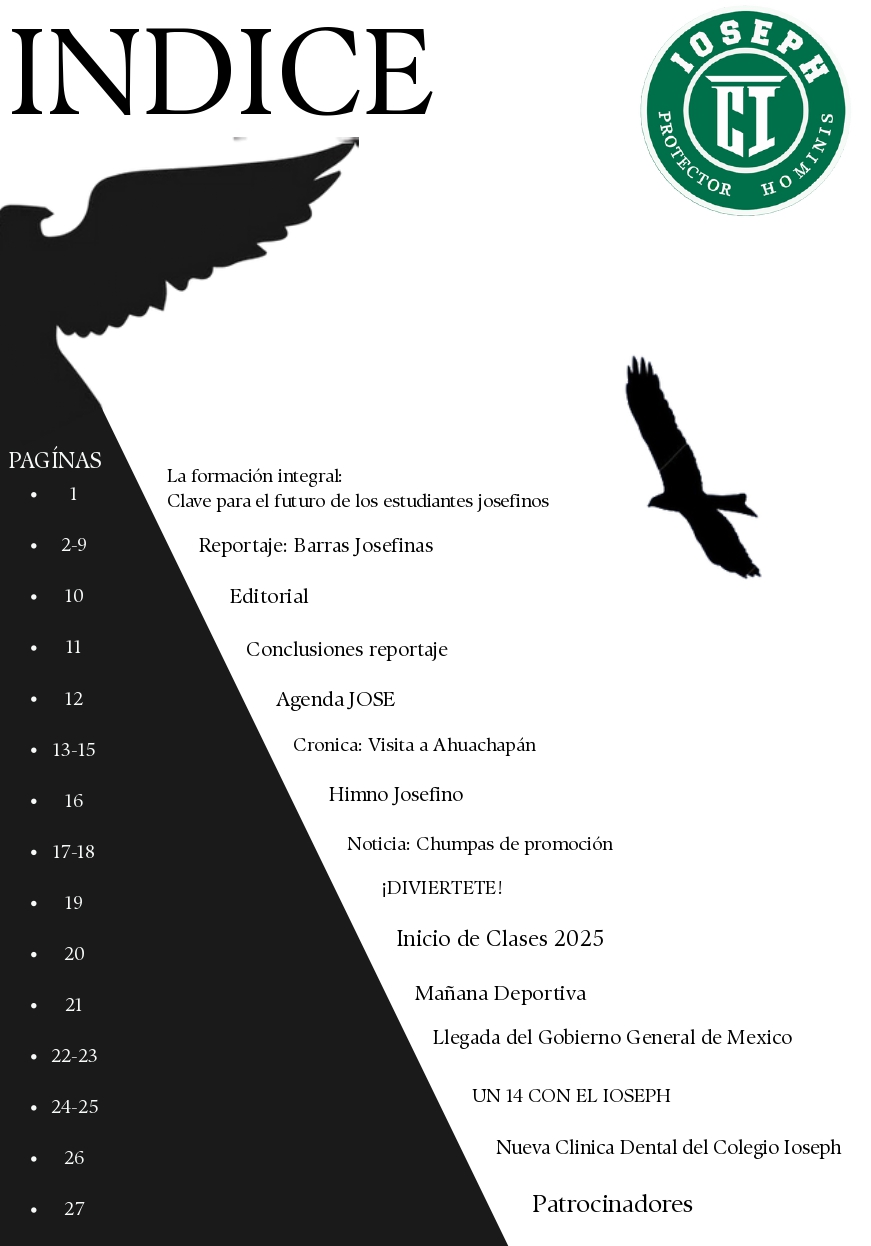 INDICE
IOSEPH
CI
PROTECTOR HOMINIS
PAGÍNAS
• 1 La formación integral:
Clave para el futuro de los estudiantes josefinos
• 2-9 Reportaje: Barras Josefinas
• 10 Editorial
• 11 Conclusiones reportaje
• 12 Agenda JOSE
• 13-15 Cronica: Visita a Ahuachapán
• 16 Himno Josefino
• 17-18 Noticia: Chumpas de promoción
• 19 ¡DIVIERTETE!
• 20 Inicio de Clases 2025
• 21 Mañana Deportiva
• 22-23 Llegada del Gobierno General de Mexico
• 24-25 UN 14 CON EL IOSEPH
• 26 Nueva Clinica Dental del Colegio Ioseph
• 27 Patrocinadores